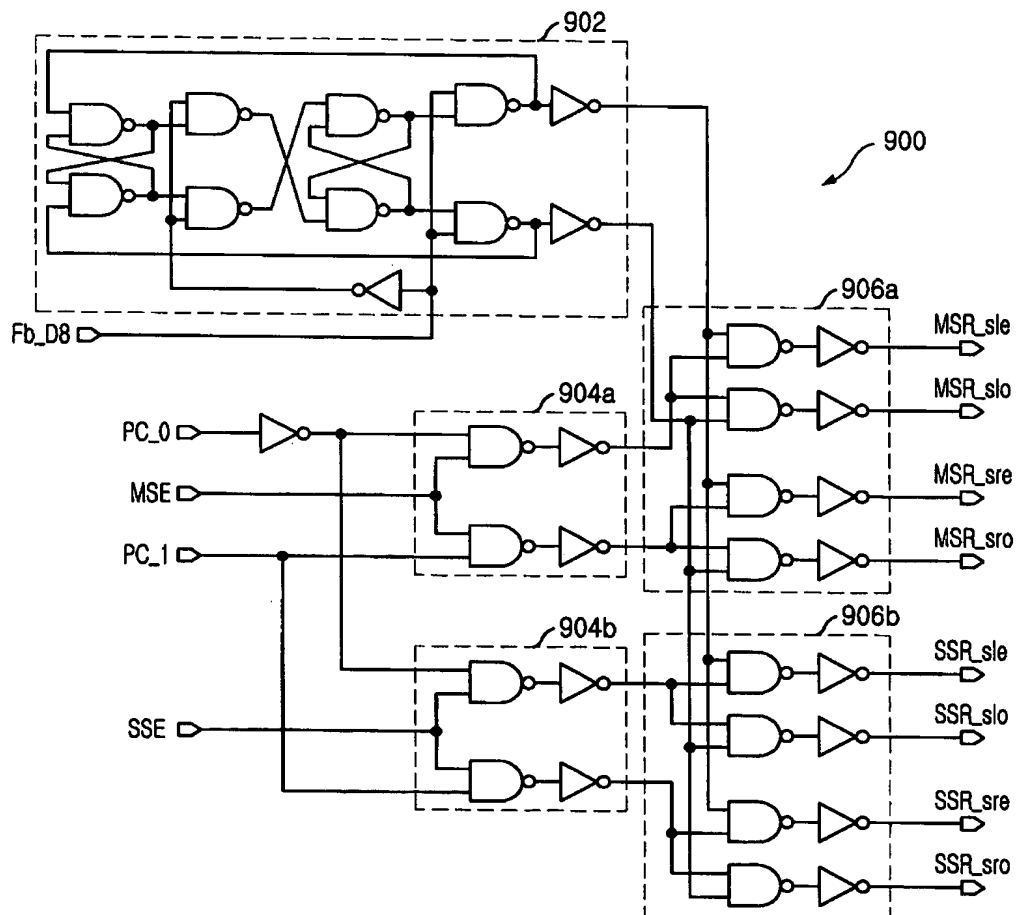 902
900
Fb_D8
906a
MSR_sle
MSR_slo
904a
PC_0
MSE
MSR_sre
PC_1
MSR_sro
904b
906b
SSR_sle
SSE
SSR_slo
SSR_sre
SSR_sro